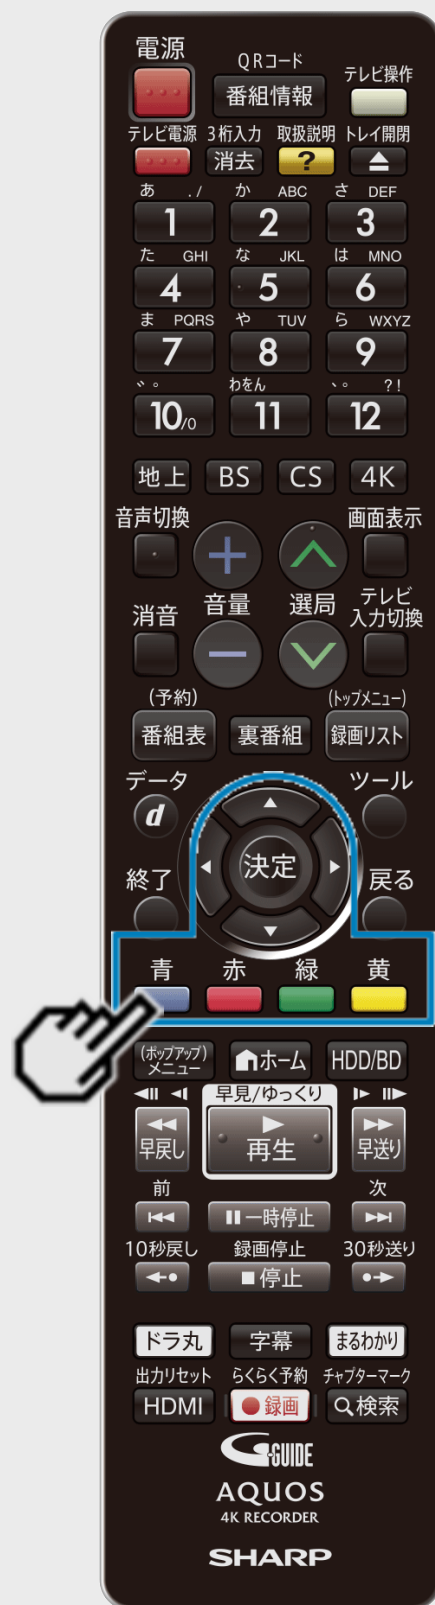 電源
QRコード
テレビ操作
番組情報
テレビ電源 3桁入力 取扱説明 トレイ開閉
消去 ?
あ ./ か ABC さ DEF
1 2 3
た GHI な JKL は MNO
4 5 6
ま PQRS や TUV ら WXYZ
7 8 9
゛゜ わをん 、。 ?!
10/0 11 12
地上 BS CS 4K
音声切換 画面表示
+
消音 音量 選局 テレビ
入力切換
(予約) (トップメニュー)
番組表 裏番組 録画リスト
データ ツール
d
決定
終了 戻る
青 赤 緑 黄
(ポップアップ)
メニュー ホーム HDD/BD
早見/ゆっくり
早戻し 再生 早送り
前 次
一時停止
10秒戻し 録画停止 30秒送り
停止
ドラ丸 字幕 まるわかり
出力リセット らくらく予約 チャプターマーク
HDMI 録画 検索
G-GUIDE
AQUOS
4K RECORDER
SHARP